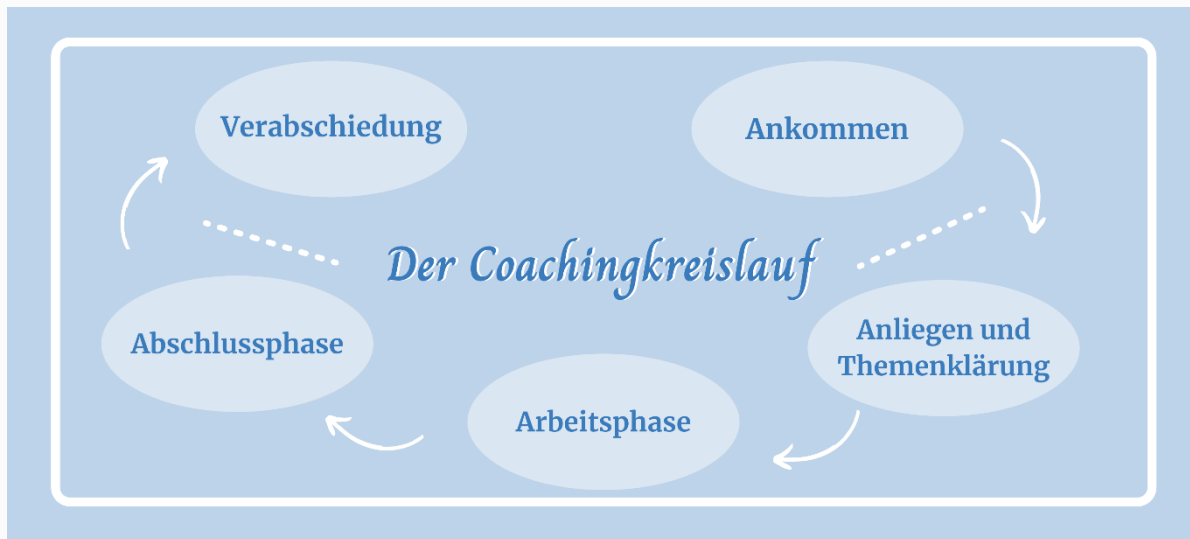 Verabschiedung
Ankommen
Der Coachingkreislauf
Abschlussphase
Anliegen und
Themenklärung
Arbeitsphase